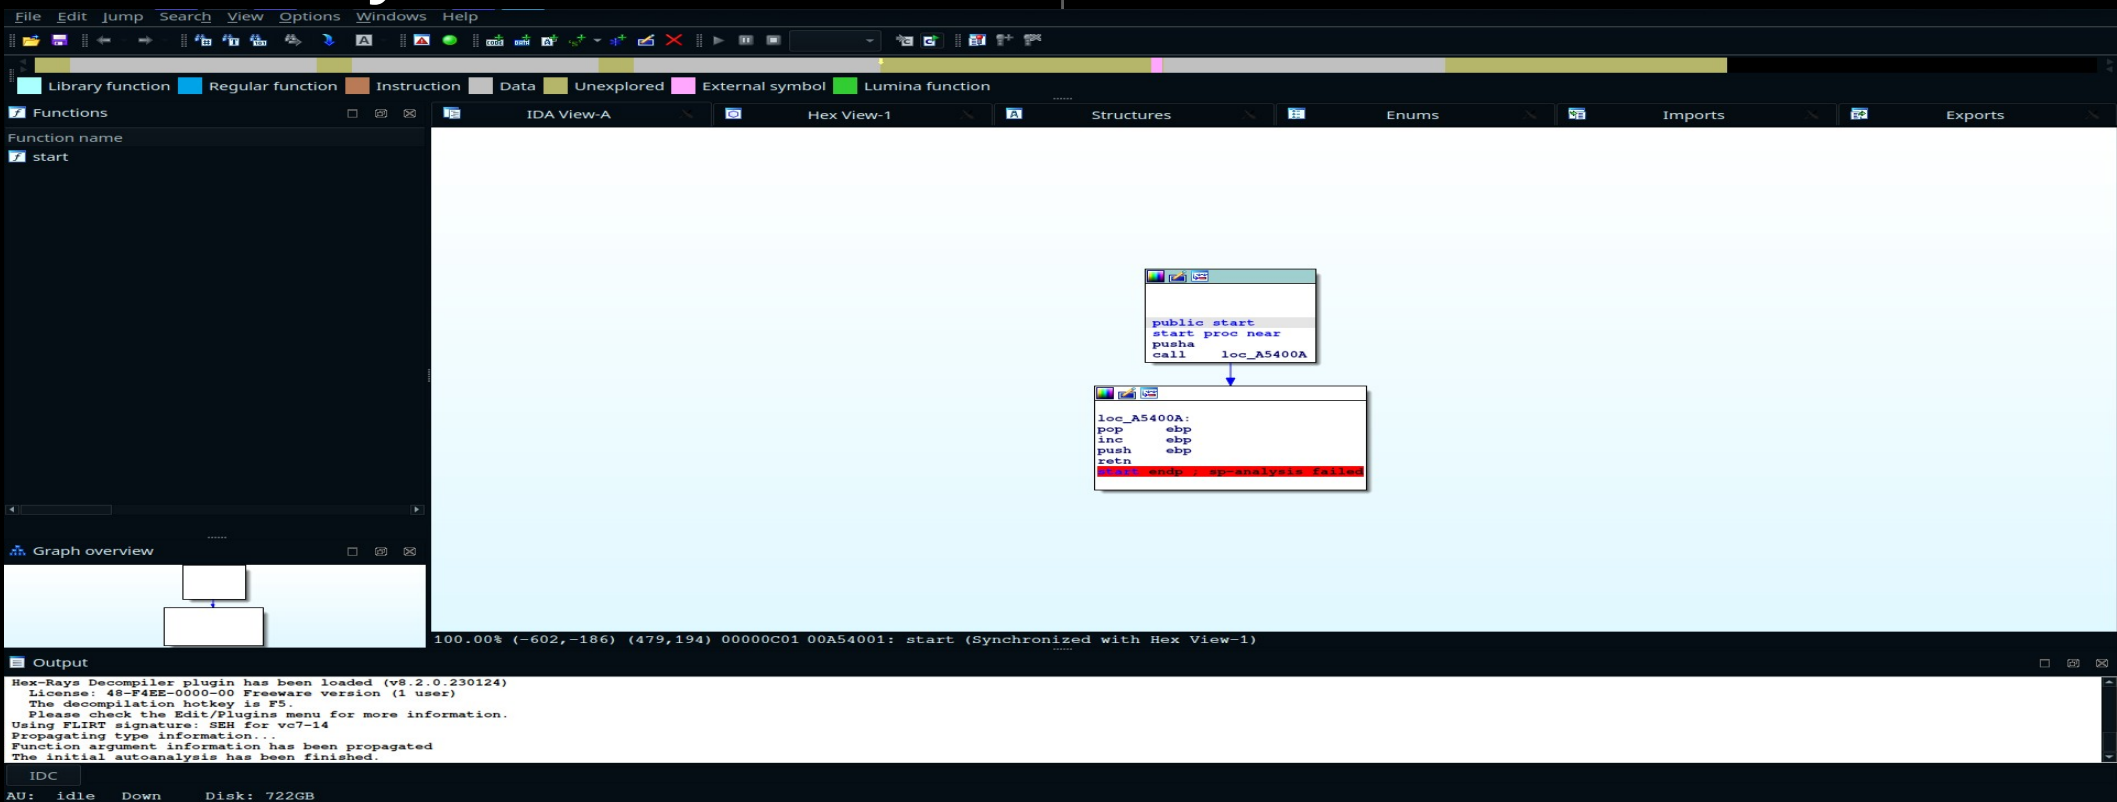 File Edit Jump Search View Options Windows Help
Library function Regular function Instruction Data Unexplored External symbol Lumina function
Functions
IDA View-A
Hex View-1
Structures
Enums
Imports
Exports
Function name
start
public start
start proc near
pusha
call loc_A5400A
loc_A5400A:
pop ebp
inc ebp
push ebp
retn
start endp ; sp-analysis failed
Graph overview
100.00% (-602,-186) (479,194) 00000C01 00A54001: start (Synchronized with Hex View-1)
Output
Hex-Rays Decompiler plugin has been loaded (v8.2.0.230124)
License: 48-F4EE-0000-00 Freeware version (1 user)
The decompilation hotkey is F5.
Please check the Edit/Plugins menu for more information.
Using FLIRT signature: SEH for vc7-14
Propagating type information...
Function argument information has been propagated
The initial autoanalysis has been finished.
IDC
AU: idle Down Disk: 722GB